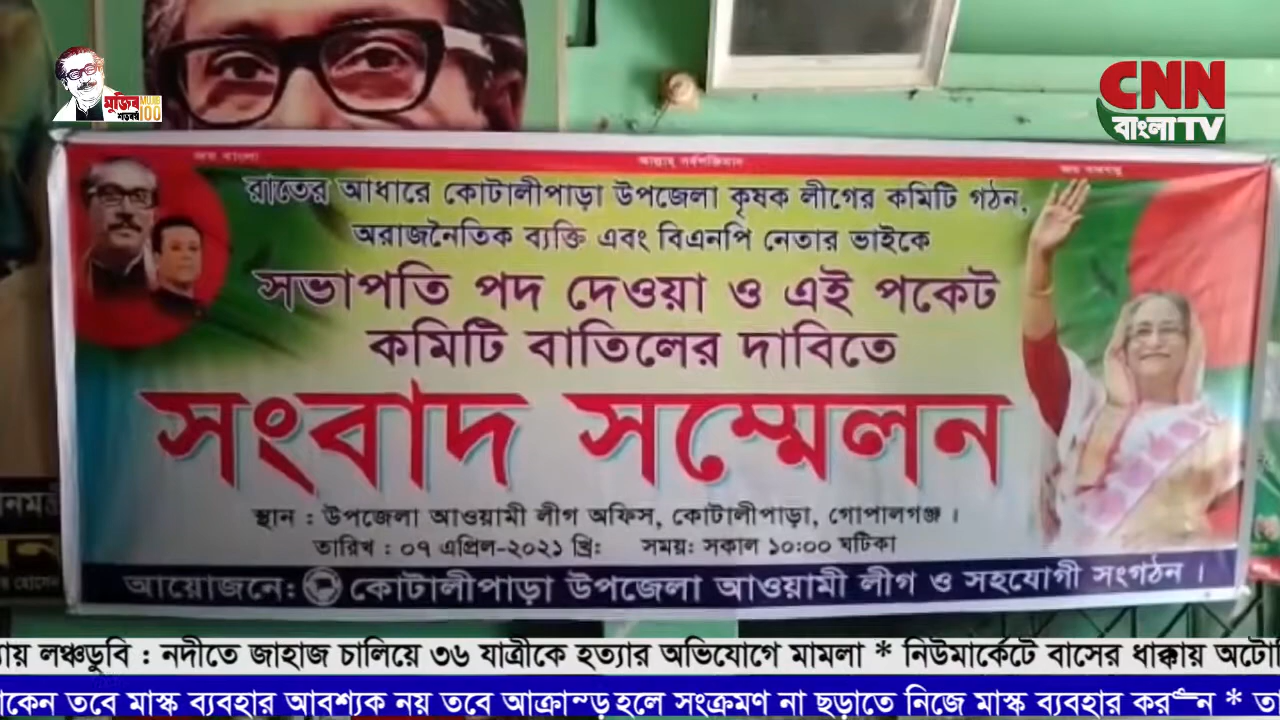 মুজিব
শতবর্ষ
MUJIB
100
CNN
বাংলা TV
জয় বাংলা
আল্লাহ সর্বশক্তিমান
জয় বঙ্গবন্ধু
রাতের আধারে কোটালীপাড়া উপজেলা কৃষক লীগের কমিটি গঠন,
অরাজনৈতিক ব্যক্তি এবং বিএনপি নেতার ভাইকে
সভাপতি পদ দেওয়া ও এই পকেট
কমিটি বাতিলের দাবিতে
সংবাদ সম্মেলন
স্থান : উপজেলা আওয়ামী লীগ অফিস, কোটালীপাড়া, গোপালগঞ্জ।
তারিখ : ০৭ এপ্রিল-২০২১ খ্রি: সময়: সকাল ১০:০০ ঘটিকা
আয়োজনে: কোটালীপাড়া উপজেলা আওয়ামী লীগ ও সহযোগী সংগঠন।
ায় লঞ্চডুবি : নদীতে জাহাজ চালিয়ে ৩৬ যাত্রীকে হত্যার অভিযোগে মামলা * নিউমার্কেটে বাসের ধাক্কায় অটো
াকেন তবে মাস্ক ব্যবহার আবশ্যক নয় তবে আক্রান্ড় হলে সংক্রমণ না ছড়াতে নিজে মাস্ক ব্যবহার করৃন * তা